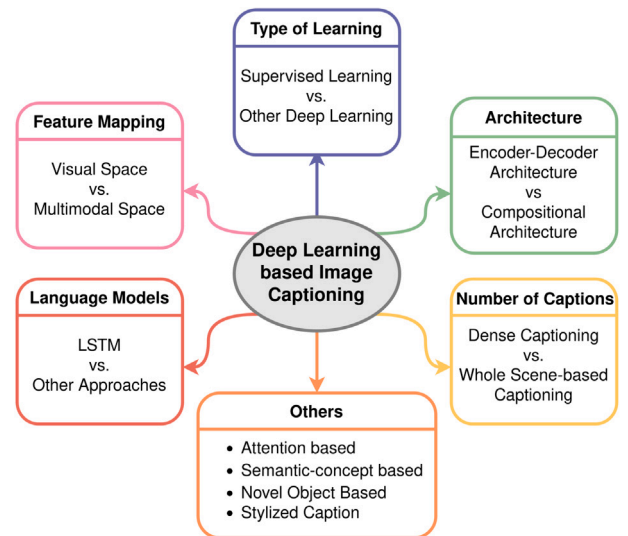 Type of Learning
Supervised Learning
vs.
Other Deep Learning
Feature Mapping
Visual Space
vs.
Multimodal Space
Architecture
Encoder-Decoder
Architecture
vs
Compositional
Architecture
Deep Learning
based Image
Captioning
Language Models
LSTM
vs.
Other Approaches
Number of Captions
Dense Captioning
vs.
Whole Scene-based
Captioning
Others
• Attention based
• Semantic-concept based
• Novel Object Based
• Stylized Caption